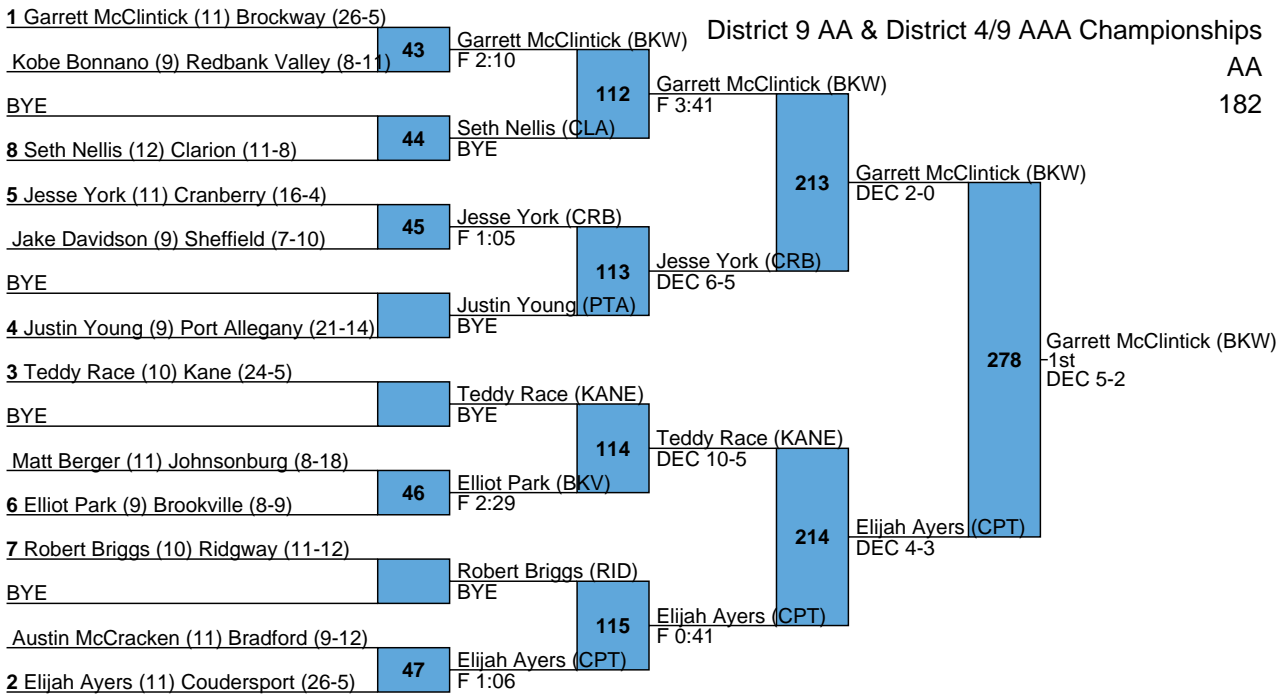 District 9 AA & District 4/9 AAA Championships
AA
182
1 Garrett McClintick (11) Brockway (26-5)
Kobe Bonnano (9) Redbank Valley (8-11)
BYE
8 Seth Nellis (12) Clarion (11-8)
5 Jesse York (11) Cranberry (16-4)
Jake Davidson (9) Sheffield (7-10)
BYE
4 Justin Young (9) Port Allegany (21-14)
3 Teddy Race (10) Kane (24-5)
BYE
Matt Berger (11) Johnsonburg (8-18)
6 Elliot Park (9) Brookville (8-9)
7 Robert Briggs (10) Ridgway (11-12)
BYE
Austin McCracken (11) Bradford (9-12)
2 Elijah Ayers (11) Coudersport (26-5)
43
44
45
46
47
Garrett McClintick (BKW)
F 2:10
Seth Nellis (CLA)
BYE
Jesse York (CRB)
F 1:05
Justin Young (PTA)
BYE
Teddy Race (KANE)
BYE
Elliot Park (BKV)
F 2:29
Robert Briggs (RID)
BYE
Elijah Ayers (CPT)
F 1:06
112
113
114
115
Garrett McClintick (BKW)
F 3:41
Jesse York (CRB)
DEC 6-5
Teddy Race (KANE)
DEC 10-5
Elijah Ayers (CPT)
F 0:41
213
214
Garrett McClintick (BKW)
DEC 2-0
Elijah Ayers (CPT)
DEC 4-3
278
Garrett McClintick (BKW)
1st
DEC 5-2